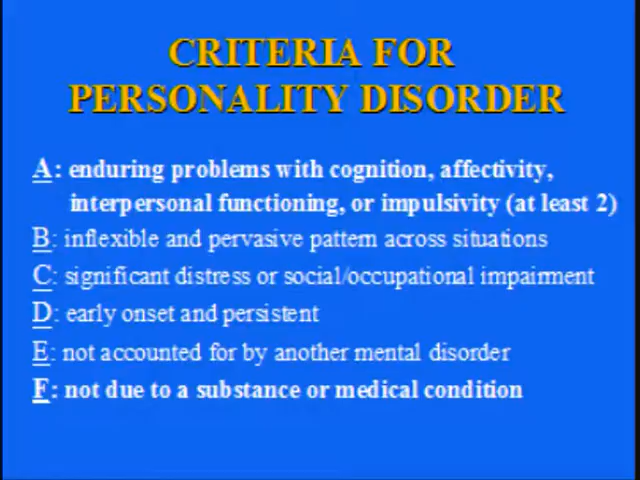 CRITERIA FOR
PERSONALITY DISORDER
A: enduring problems with cognition, affectivity,
interpersonal functioning, or impulsivity (at least 2)
B: inflexible and pervasive pattern across situations
C: significant distress or social/occupational impairment
D: early onset and persistent
E: not accounted for by another mental disorder
F: not due to a substance or medical condition